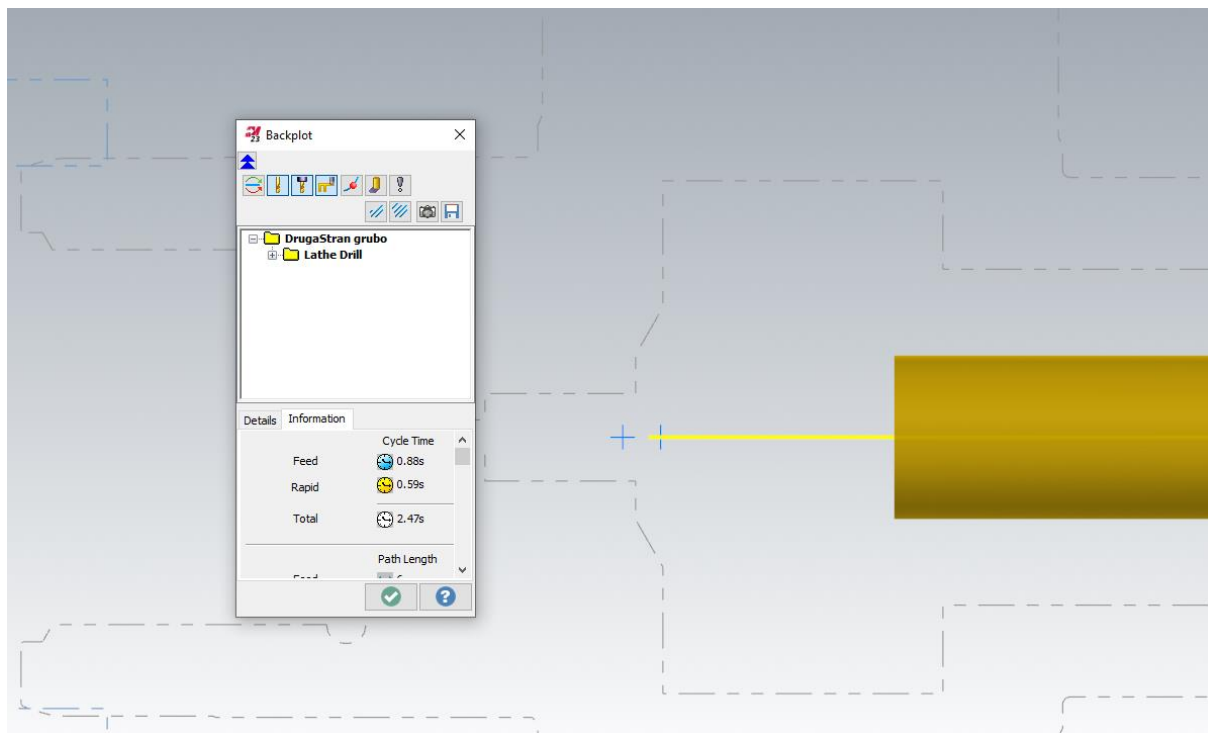 Backplot
DrugaStran grubo
Lathe Drill
Details Information
Cycle Time
Feed 0.88s
Rapid 0.59s
Total 2.47s
Path Length